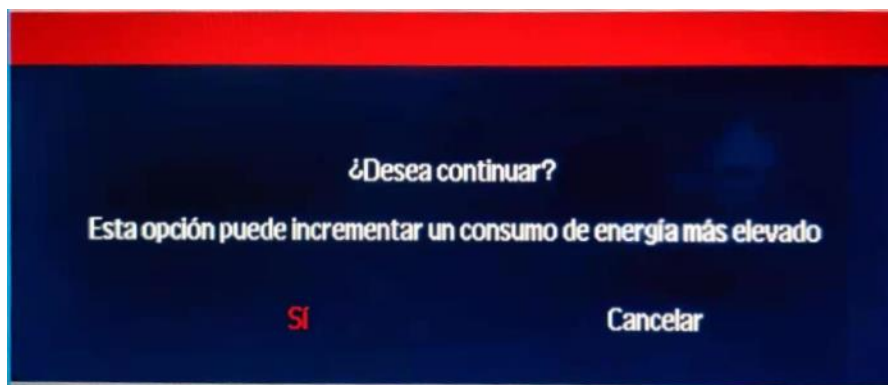 ¿Desea continuar?
Esta opción puede incrementar un consumo de energía más elevado
Sí Cancelar